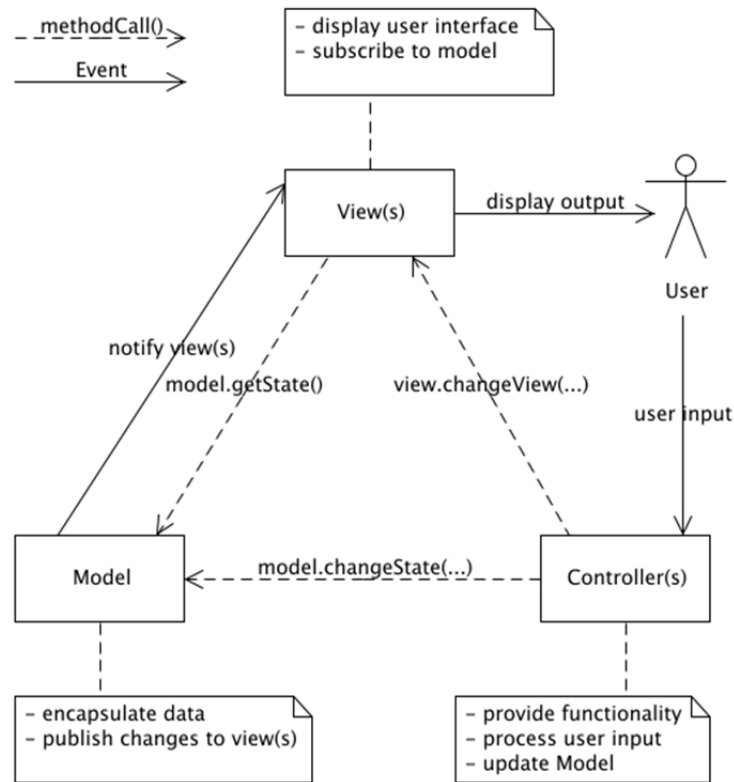 methodCall()
Event
- display user interface
- subscribe to model
View(s)
display output
User
notify view(s)
model.getState()
view.changeView(...)
user input
Model
model.changeState(...)
Controller(s)
- encapsulate data
- publish changes to view(s)
- provide functionality
- process user input
- update Model